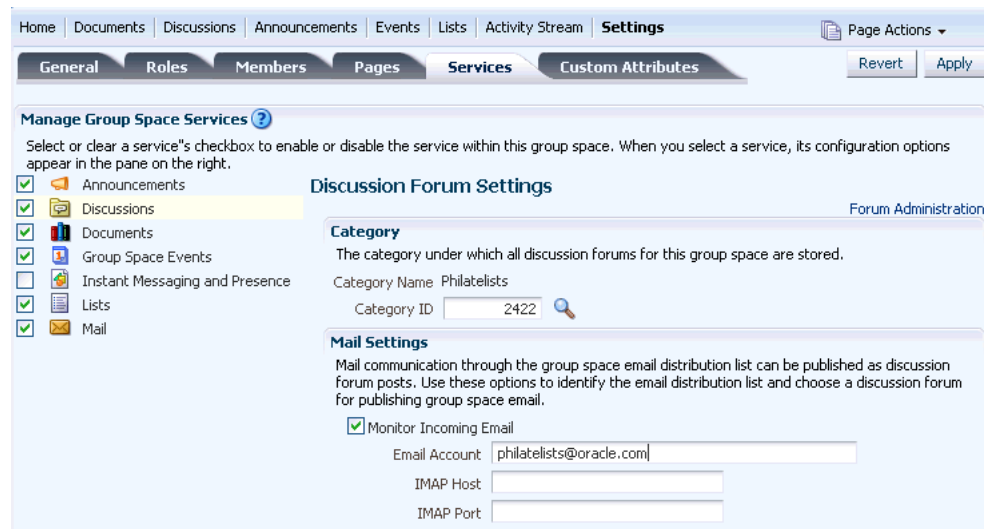 Home Documents Discussions Announcements Events Lists Activity Stream Settings Page Actions
General Roles Members Pages Services Custom Attributes Revert Apply
Manage Group Space Services ?
Select or clear a service"s checkbox to enable or disable the service within this group space. When you select a service, its configuration options
appear in the pane on the right.
Announcements
Discussions
Documents
Group Space Events
Instant Messaging and Presence
Lists
Mail
Discussion Forum Settings
Forum Administration
Category
The category under which all discussion forums for this group space are stored.
Category Name Philatelists
Category ID 2422
Mail Settings
Mail communication through the group space email distribution list can be published as discussion
forum posts. Use these options to identify the email distribution list and choose a discussion forum
for publishing group space email.
Monitor Incoming Email
Email Account philatelists@oracle.com
IMAP Host
IMAP Port